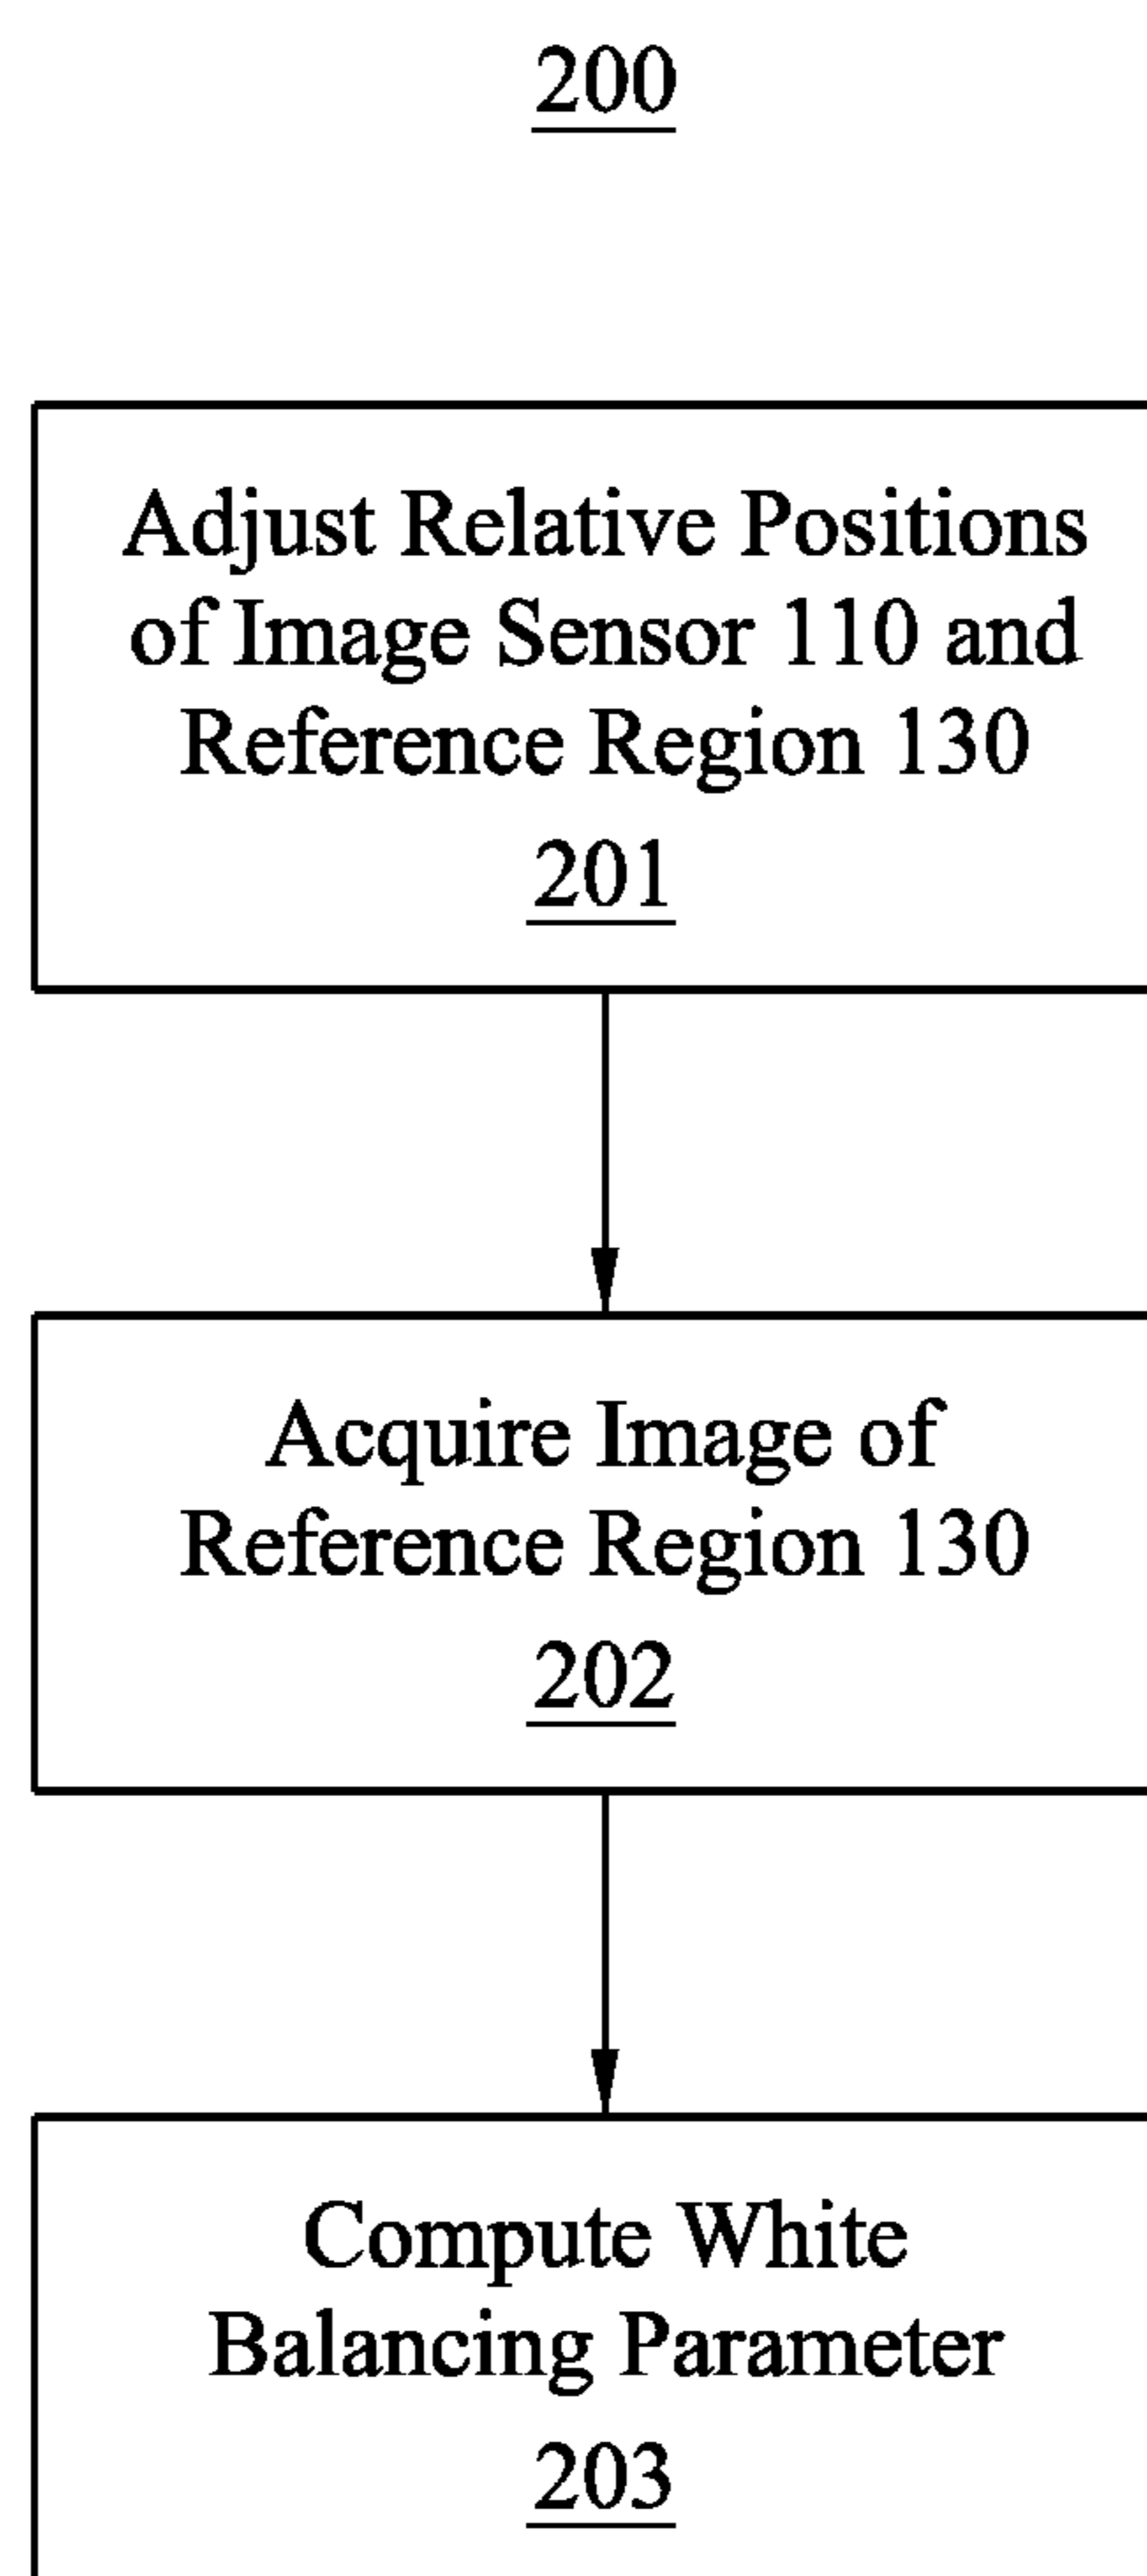 200
Adjust Relative Positions
of Image Sensor 110 and
Reference Region 130
201
Acquire Image of
Reference Region 130
202
Compute White
Balancing Parameter
203